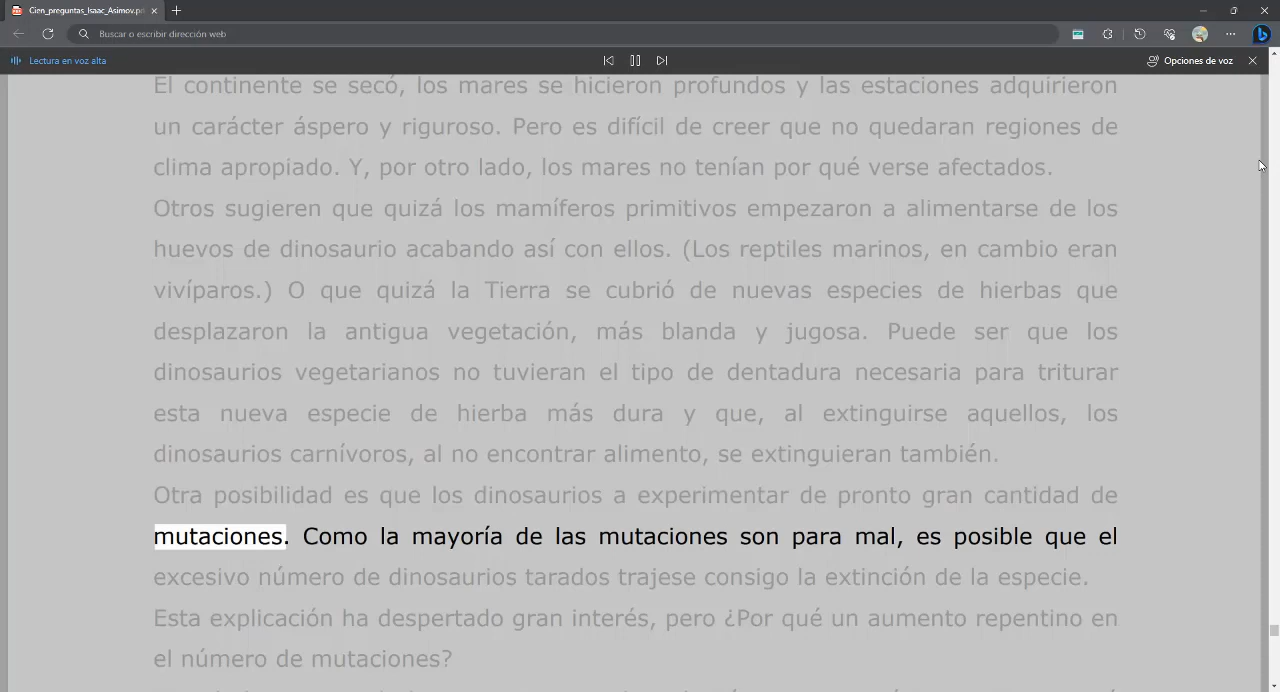 Cien_preguntas_Isaac_Asimov.pd
Buscar o escribir dirección web
Lectura en voz alta
Opciones de voz
El continente se secó, los mares se hicieron profundos y las estaciones adquirieron
un carácter áspero y riguroso. Pero es difícil de creer que no quedaran regiones de
clima apropiado. Y, por otro lado, los mares no tenían por qué verse afectados.
Otros sugieren que quizá los mamíferos primitivos empezaron a alimentarse de los
huevos de dinosaurio acabando así con ellos. (Los reptiles marinos, en cambio eran
vivíparos.) O que quizá la Tierra se cubrió de nuevas especies de hierbas que
desplazaron la antigua vegetación, más blanda y jugosa. Puede ser que los
dinosaurios vegetarianos no tuvieran el tipo de dentadura necesaria para triturar
esta nueva especie de hierba más dura y que, al extinguirse aquellos, los
dinosaurios carnívoros, al no encontrar alimento, se extinguieran también.
Otra posibilidad es que los dinosaurios a experimentar de pronto gran cantidad de
mutaciones. Como la mayoría de las mutaciones son para mal, es posible que el
excesivo número de dinosaurios tarados trajese consigo la extinción de la especie.
Esta explicación ha despertado gran interés, pero ¿Por qué un aumento repentino en
el número de mutaciones?